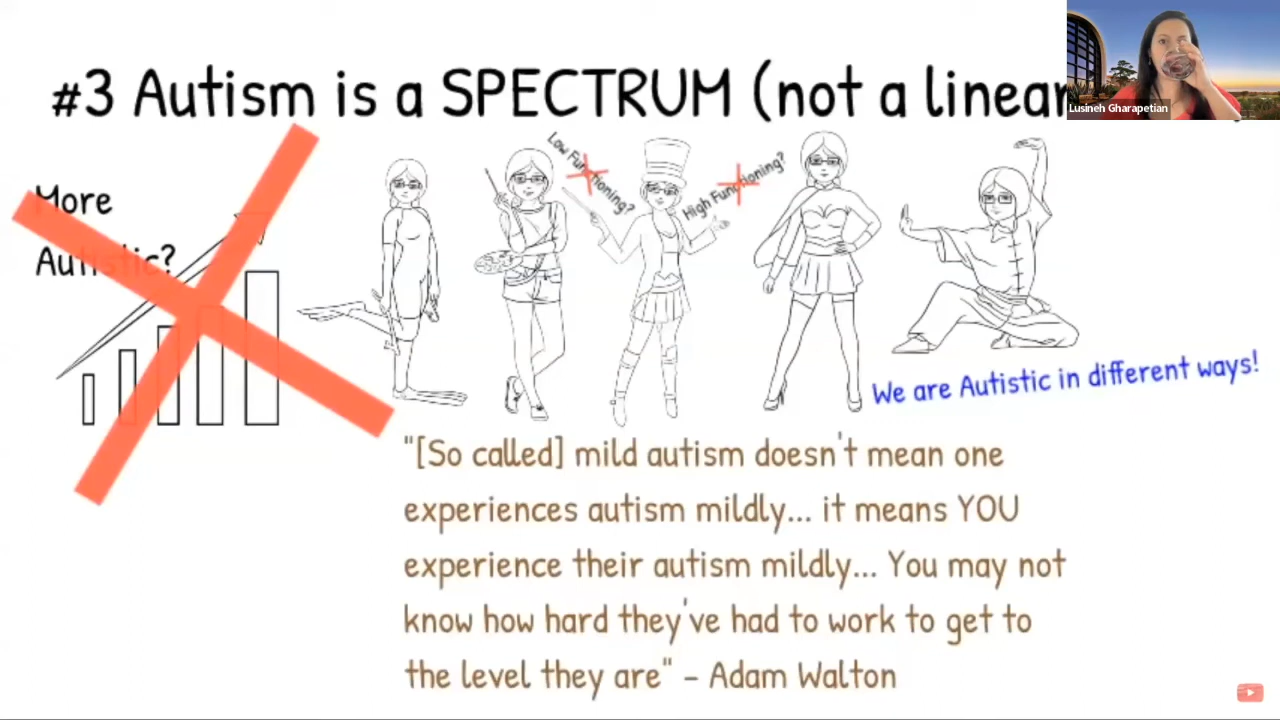 #3 Autism is a SPECTRUM (not a linear
Lusineh Gharapetian
More
Autistic?
Low Functioning?
High Functioning?
We are Autistic in different ways!
"[So called] mild autism doesn't mean one
experiences autism mildly... it means YOU
experience their autism mildly... You may not
know how hard they've had to work to get to
the level they are" - Adam Walton